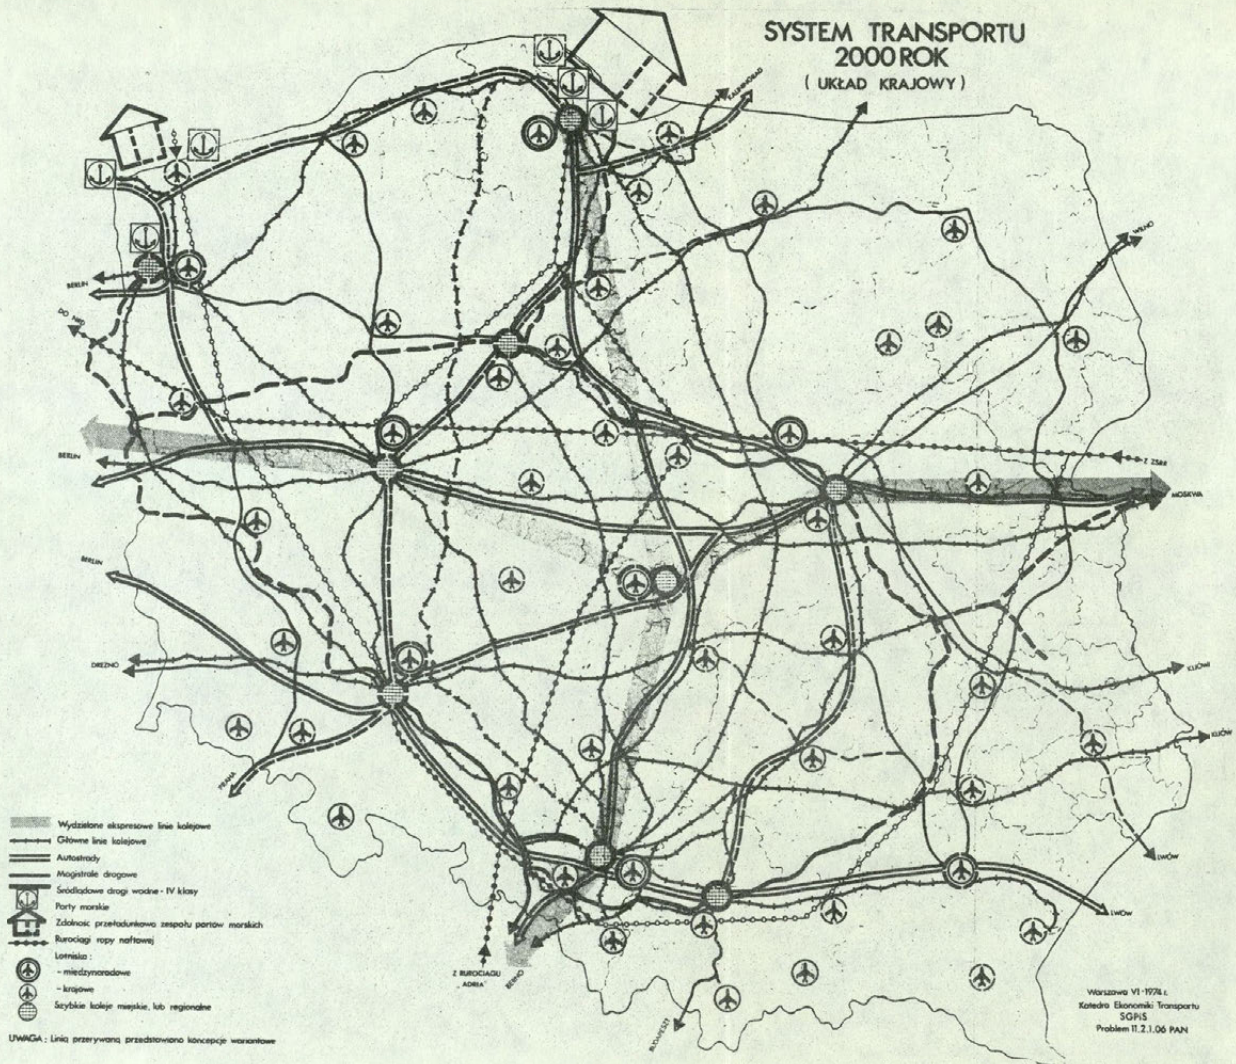 SYSTEM TRANSPORTU
2000 ROK
( UKŁAD KRAJOWY )
KALININGRAD
WILNO
BERLIN
DO NRD
BERLIN
Z ZSRR
MOSKWA
BERLIN
DREZNO
KIJÓW
KIJÓW
PRAHA
LWÓW
LWÓW
Z RUROCIĄGU
"ADRIA"
BRNO
BUDAPESZT
Wydzielone ekspresowe linie kolejowe
Główne linie kolejowe
Autostrady
Magistrale drogowe
Śródlądowe drogi wodne - IV klasy
Porty morskie
Zdolność przeładunkowa zespołu portów morskich
Rurociągi ropy naftowej
Lotniska :
- międzynarodowe
- krajowe
Szybkie koleje miejskie, lub regionalne
UWAGA : Linią przerywaną przedstawiono koncepcje wariantowe
Warszawa VI-1974 r.
Katedra Ekonomiki Transportu
SGPiS
Problem 11.2.1.06 PAN